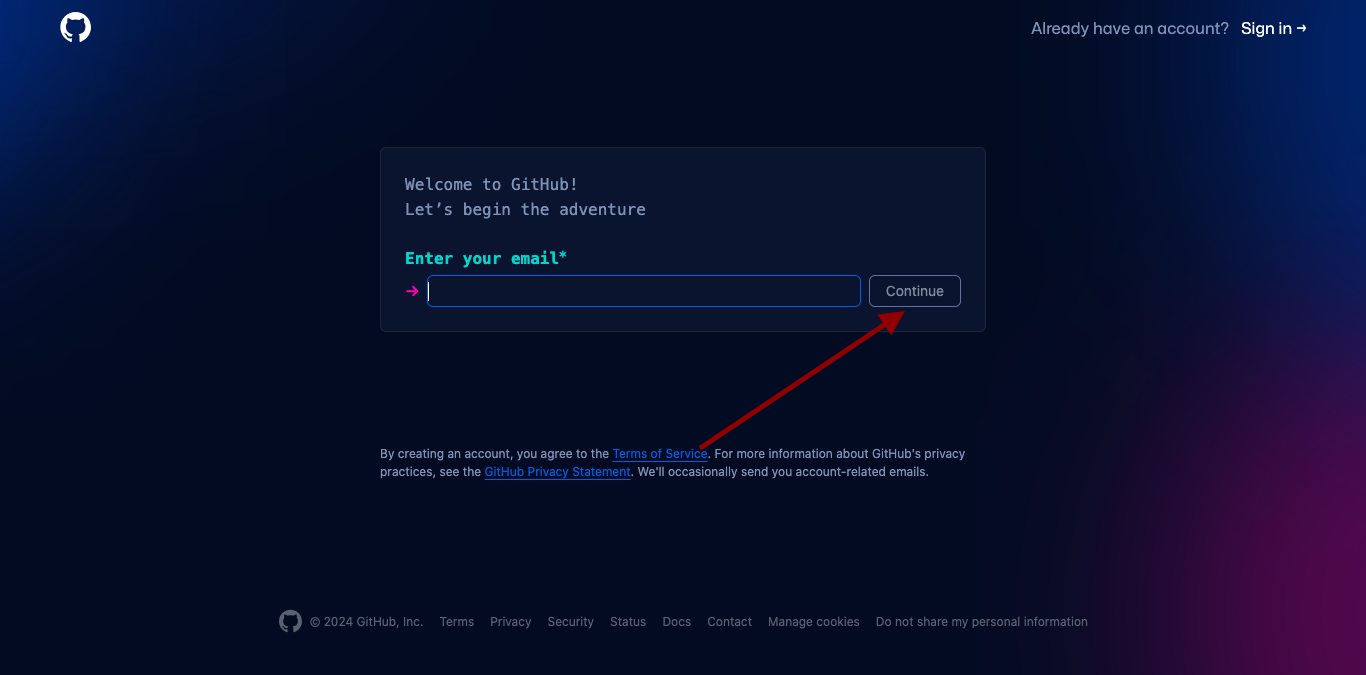 Already have an account? Sign in →
Welcome to GitHub!
Let’s begin the adventure
Enter your email*
→ Continue
By creating an account, you agree to the Terms of Service. For more information about GitHub's privacy
practices, see the GitHub Privacy Statement. We'll occasionally send you account-related emails.
© 2024 GitHub, Inc. Terms Privacy Security Status Docs Contact Manage cookies Do not share my personal information